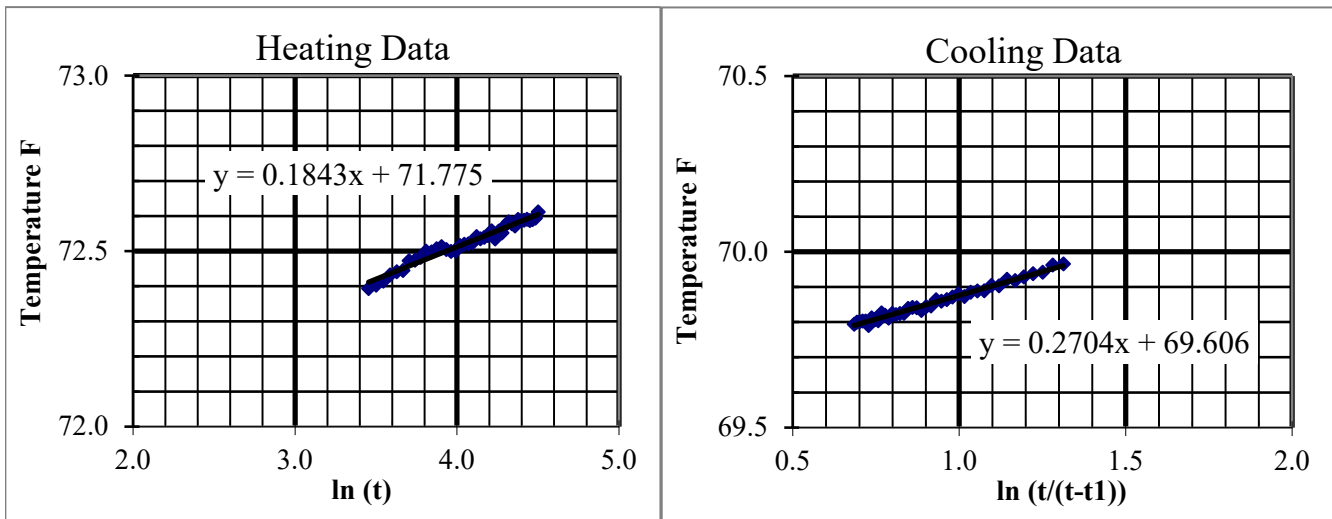 Heating Data
73.0
72.5
72.0
Temperature F
y = 0.1843x + 71.775
2.0 3.0 4.0 5.0
ln (t)
Cooling Data
70.5
70.0
69.5
Temperature F
y = 0.2704x + 69.606
0.5 1.0 1.5 2.0
ln (t/(t-t1))